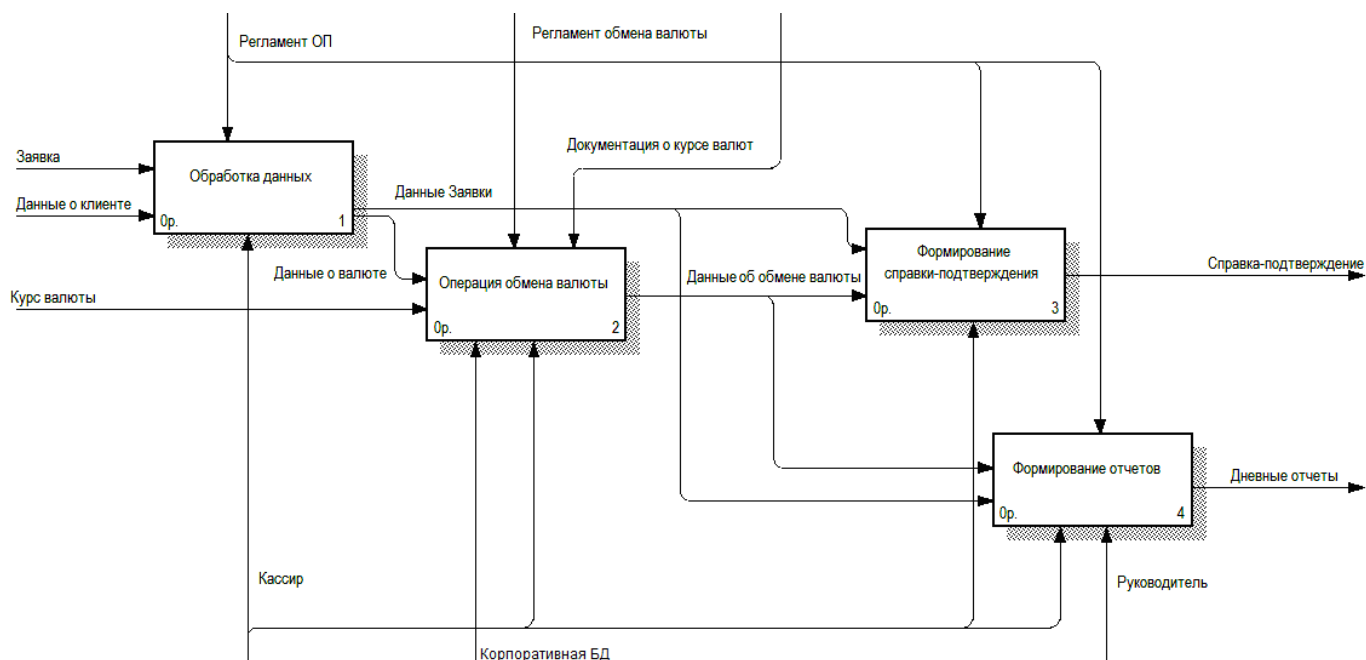 Регламент ОП
Регламент обмена валюты
Документация о курсе валют
Заявка
Обработка данных
Данные о клиенте
0р.
1
Данные Заявки
Данные о валюте
Курс валюты
Операция обмена валюты
0р.
2
Данные об обмене валюты
Формирование
справки-подтверждения
0р.
3
Справка-подтверждение
Формирование отчетов
0р.
4
Дневные отчеты
Кассир
Руководитель
Корпоративная БД